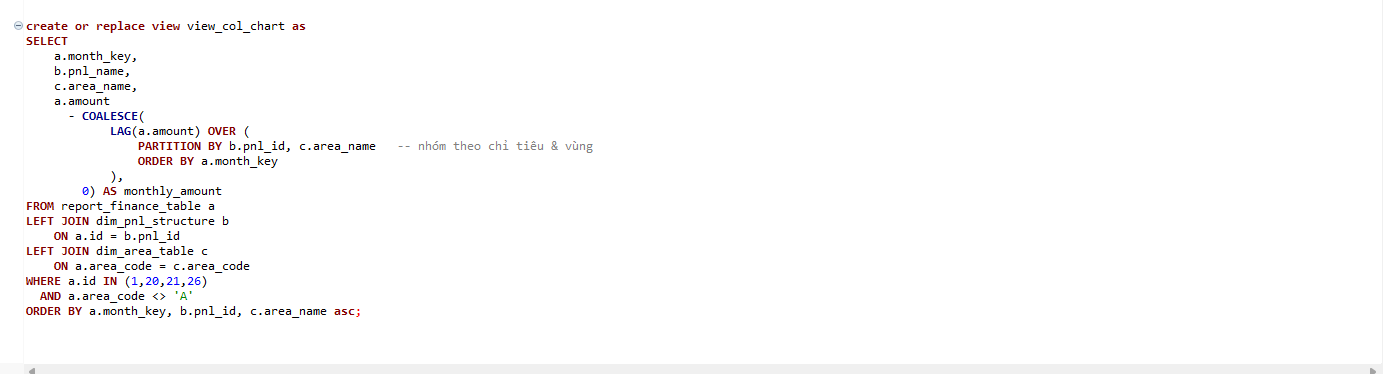 create or replace view view_col_chart as
SELECT
    a.month_key,
    b.pnl_name,
    c.area_name,
    a.amount
      - COALESCE(
            LAG(a.amount) OVER (
                PARTITION BY b.pnl_id, c.area_name   -- nhóm theo chỉ tiêu & vùng
                ORDER BY a.month_key
            ),
        0) AS monthly_amount
FROM report_finance_table a
LEFT JOIN dim_pnl_structure b
    ON a.id = b.pnl_id
LEFT JOIN dim_area_table c
    ON a.area_code = c.area_code
WHERE a.id IN (1,20,21,26)
  AND a.area_code <> 'A'
ORDER BY a.month_key, b.pnl_id, c.area_name asc;